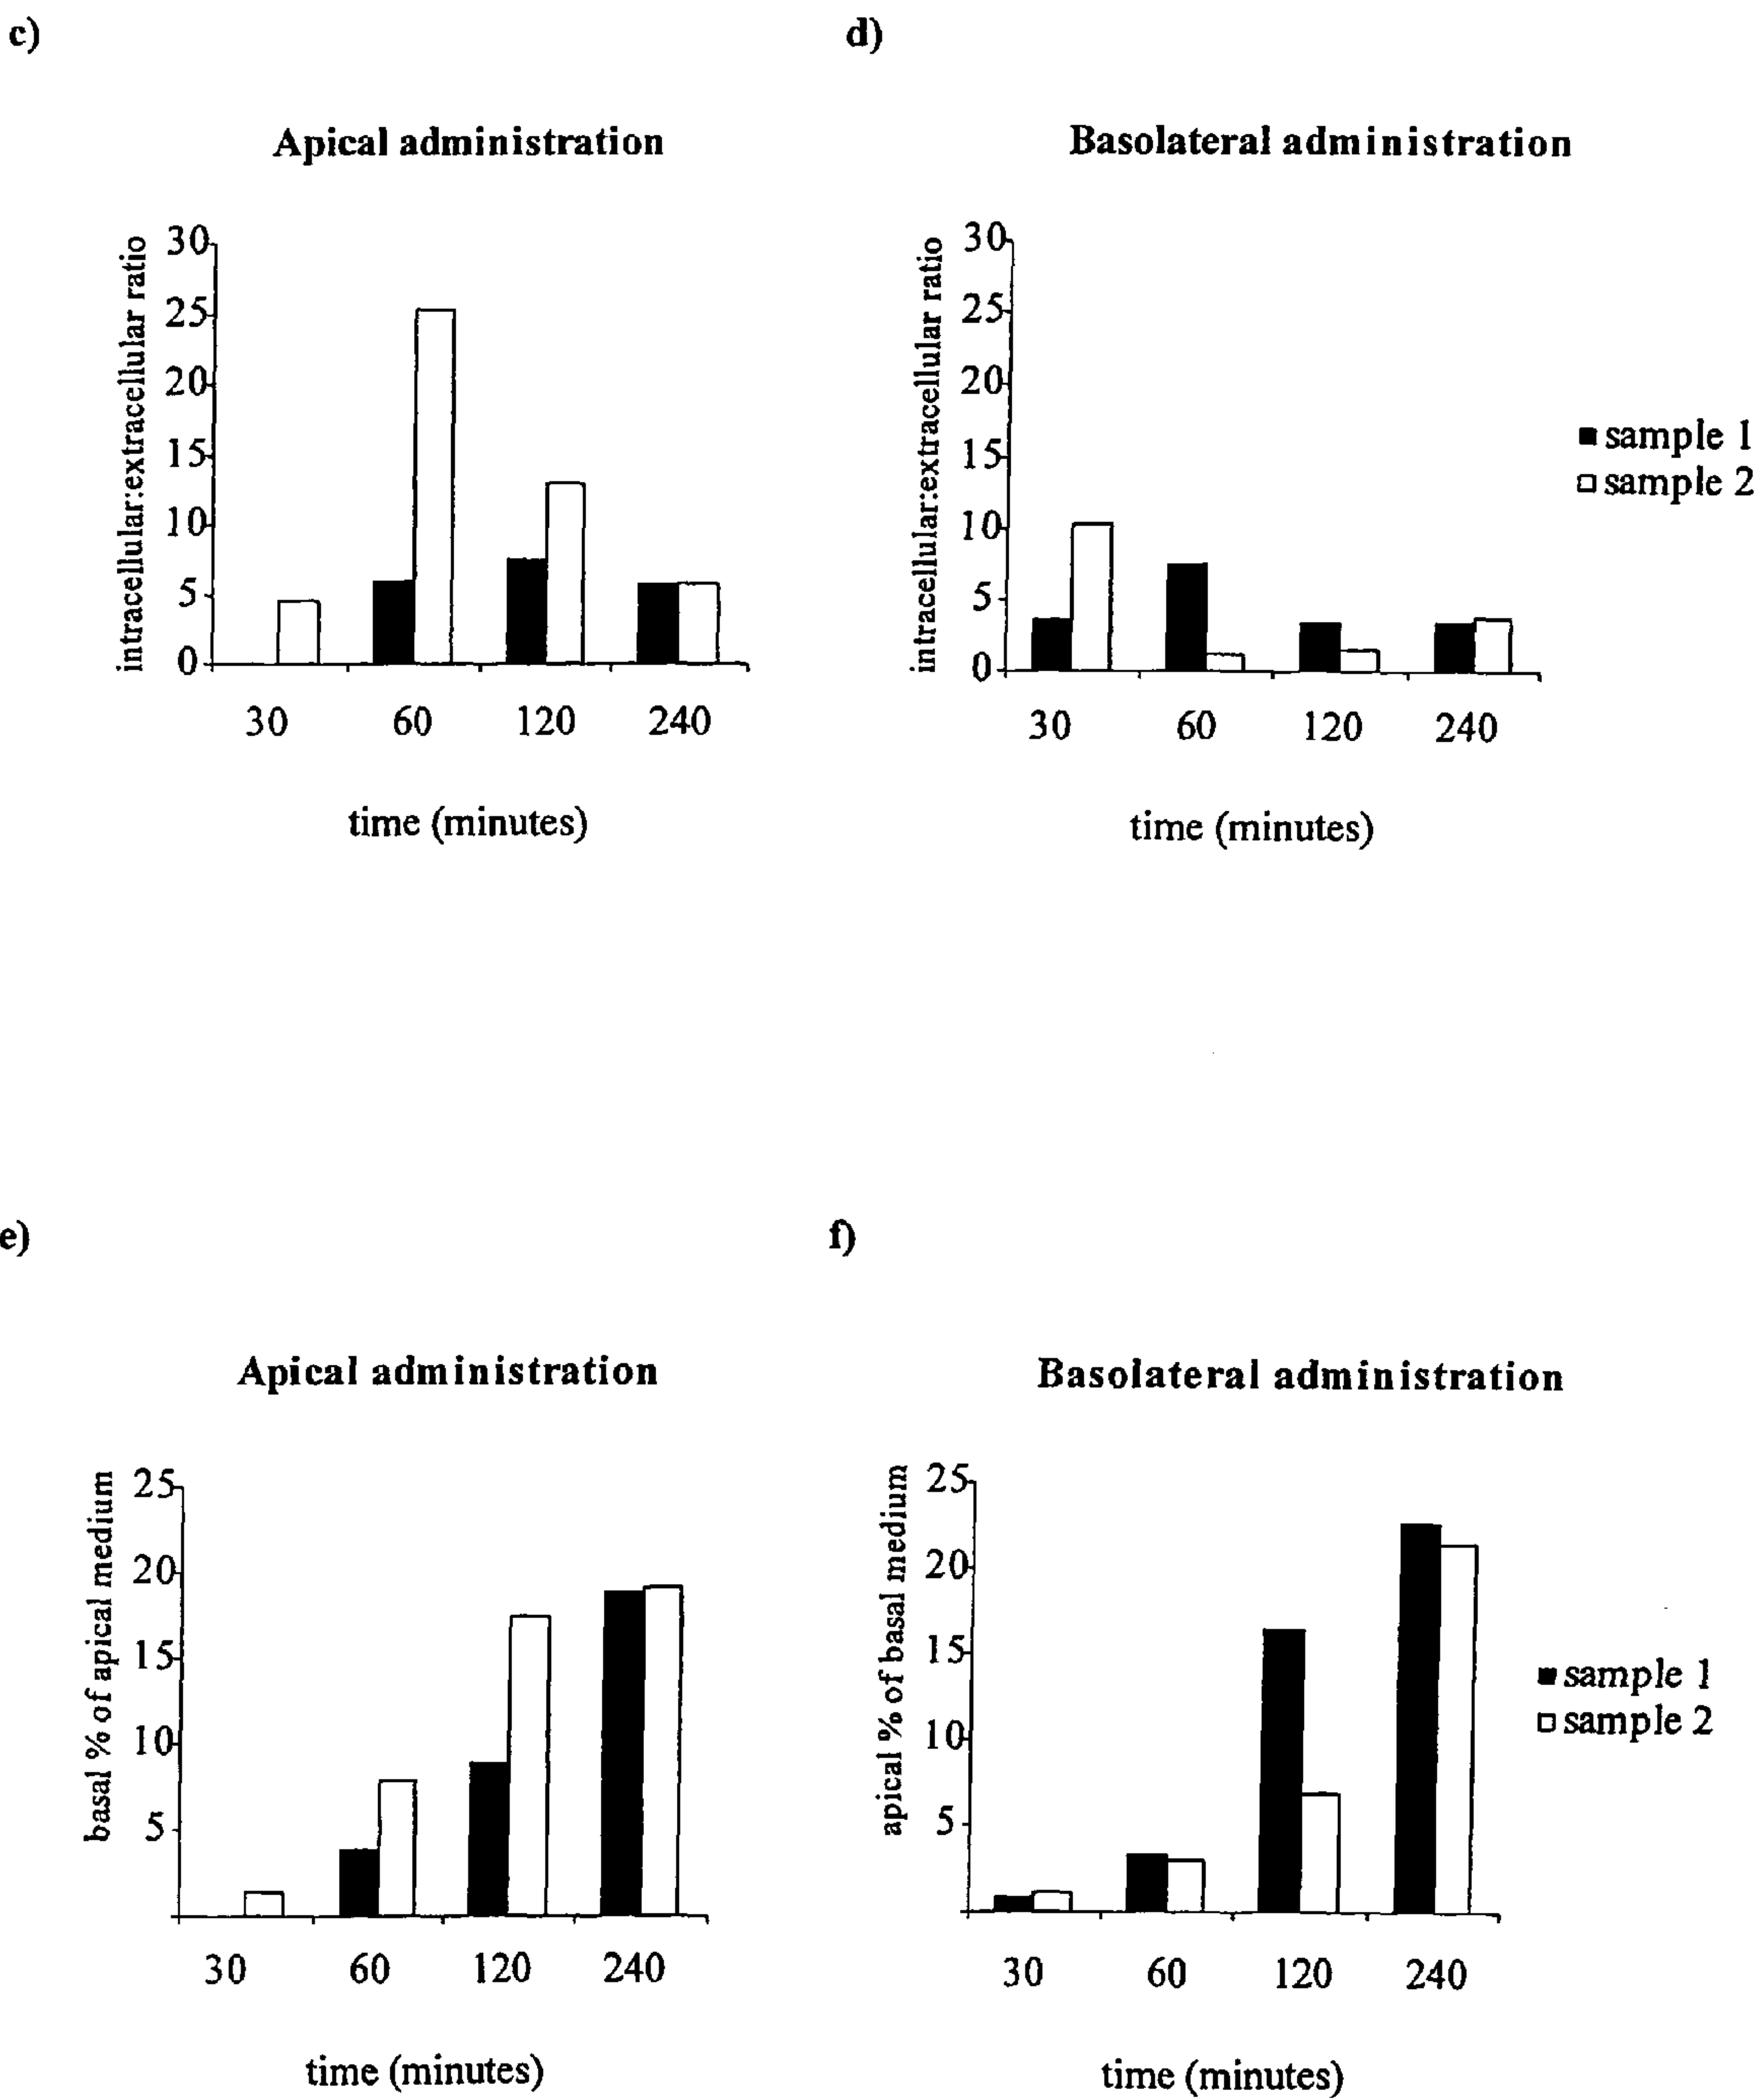 c)
d)
Apical administration
Basolateral administration
intracellular:extracellular ratio
30
25
20
15
10
5
0
30 60 120 240
time (minutes)
intracellular:extracellular ratio
30
25
20
15
10
5
0
30 60 120 240
time (minutes)
sample 1
sample 2
e)
f)
Apical administration
Basolateral administration
basal % of apical medium
25
20
15
10
5
30 60 120 240
time (minutes)
apical % of basal medium
25
20
15
10
5
30 60 120 240
time (minutes)
sample 1
sample 2